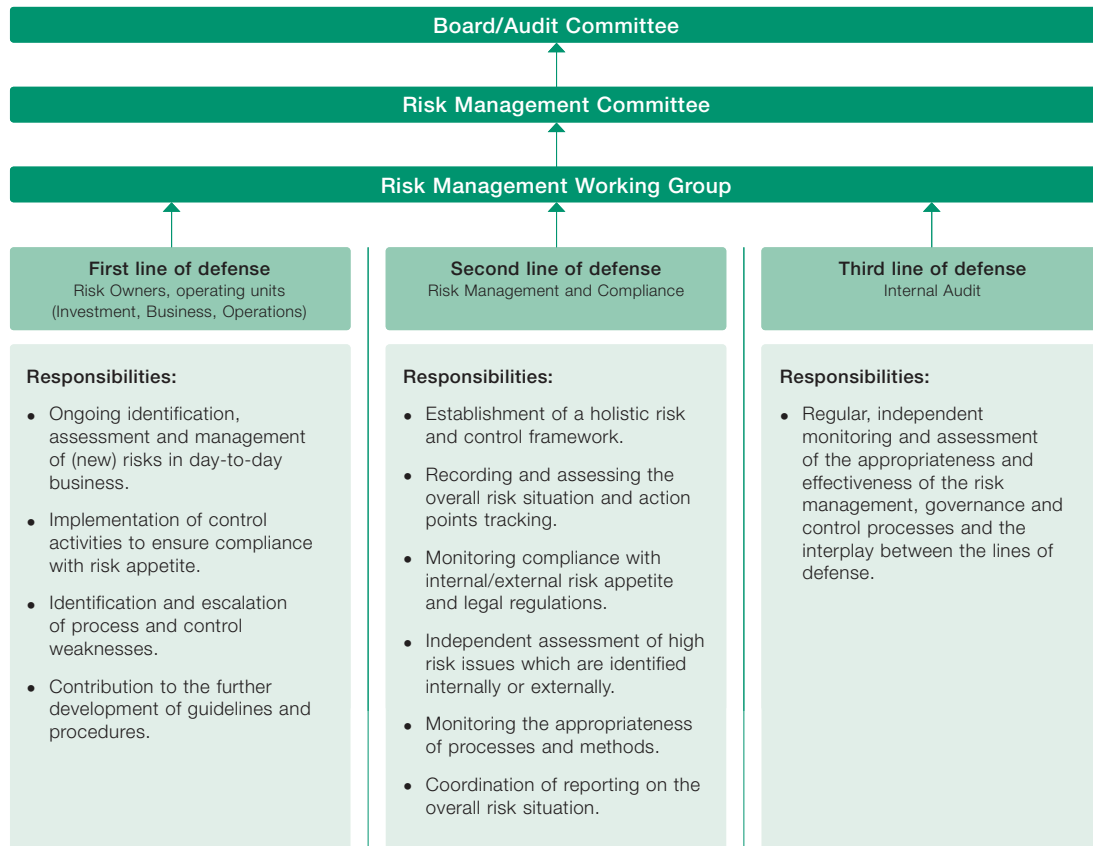 Board/Audit Committee
Risk Management Committee
Risk Management Working Group
First line of defense
Risk Owners, operating units
(Investment, Business, Operations)
Responsibilities:
• Ongoing identification,
assessment and management
of (new) risks in day-to-day
business.
• Implementation of control
activities to ensure compliance
with risk appetite.
• Identification and escalation
of process and control
weaknesses.
• Contribution to the further
development of guidelines and
procedures.
Second line of defense
Risk Management and Compliance
Responsibilities:
• Establishment of a holistic risk
and control framework.
• Recording and assessing the
overall risk situation and action
points tracking.
• Monitoring compliance with
internal/external risk appetite
and legal regulations.
• Independent assessment of high
risk issues which are identified
internally or externally.
• Monitoring the appropriateness
of processes and methods.
• Coordination of reporting on the
overall risk situation.
Third line of defense
Internal Audit
Responsibilities:
• Regular, independent
monitoring and assessment
of the appropriateness and
effectiveness of the risk
management, governance and
control processes and the
interplay between the lines of
defense.